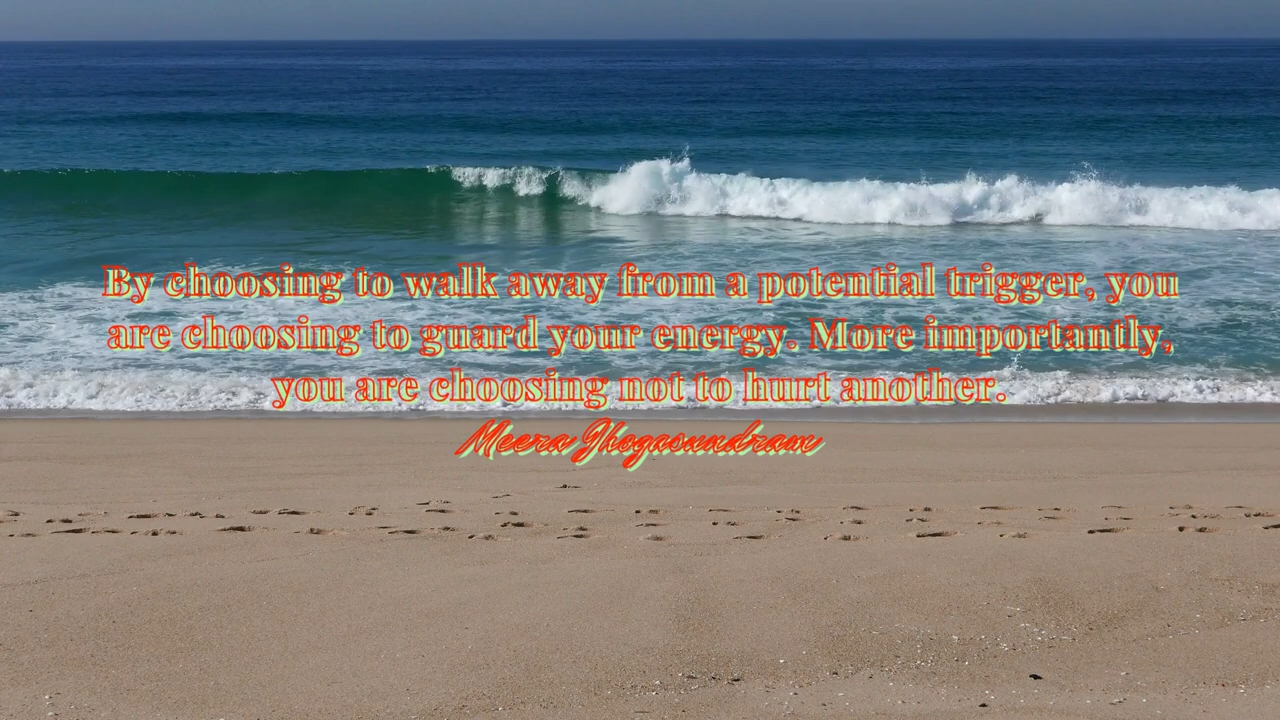 By choosing to walk away from a potential trigger, you
are choosing to guard your energy. More importantly,
you are choosing not to hurt another.
Meera Jhogasundram